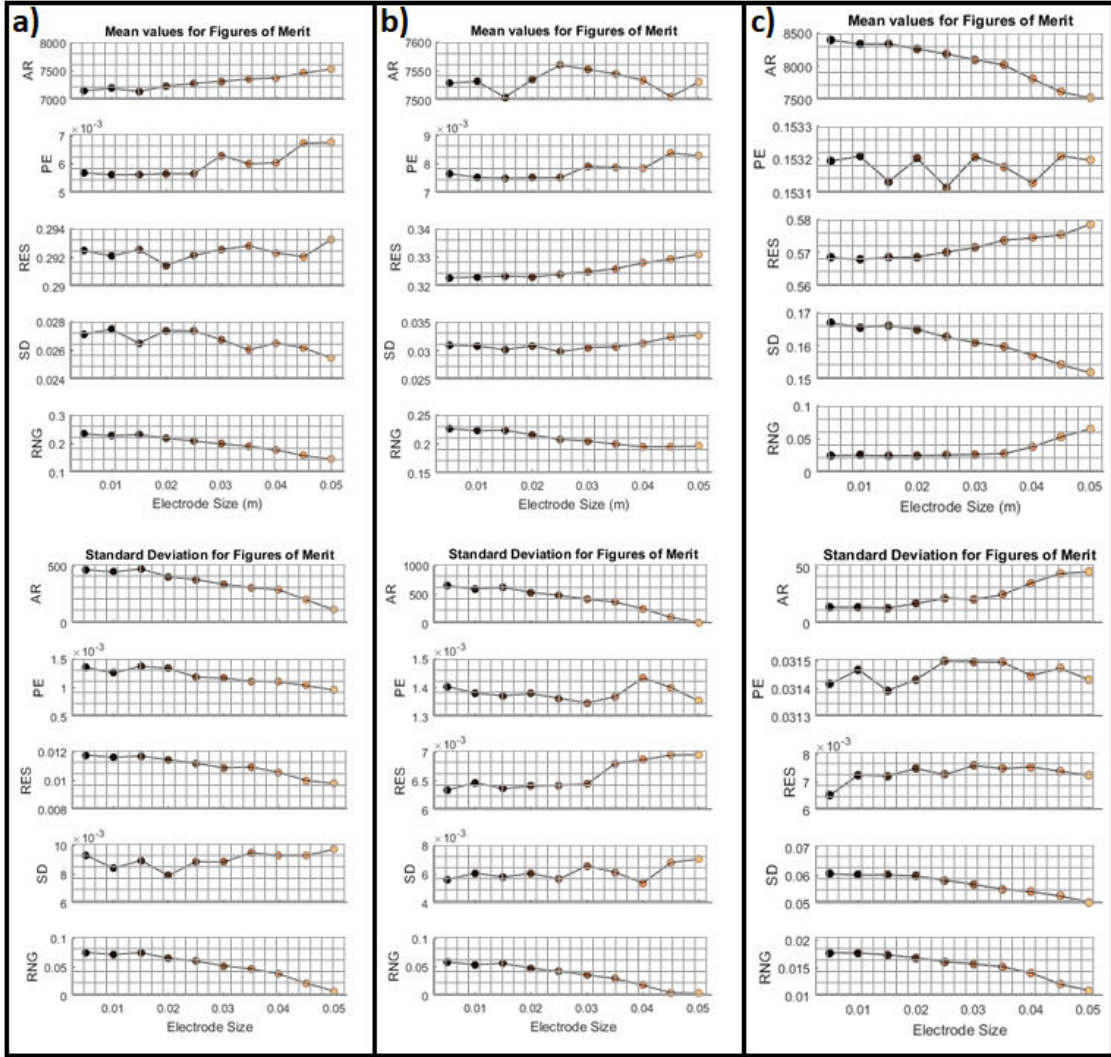 a)
Mean values for Figures of Merit
8000
7500
7000
AR
×10⁻³
7
6
5
PE
0.294
0.292
0.29
RES
0.028
0.026
0.024
SD
0.3
0.2
0.1
RNG
0.01 0.02 0.03 0.04 0.05
Electrode Size (m)
Standard Deviation for Figures of Merit
500
0
AR
×10⁻³
1.5
1
0.5
PE
0.012
0.01
0.008
RES
×10⁻³
10
8
6
SD
0.1
0.05
0
RNG
0.01 0.02 0.03 0.04 0.05
Electrode Size
b)
Mean values for Figures of Merit
7600
7550
7500
AR
×10⁻³
9
8
7
PE
0.34
0.33
0.32
RES
0.035
0.03
0.025
SD
0.25
0.2
0.15
RNG
0.01 0.02 0.03 0.04 0.05
Electrode Size (m)
Standard Deviation for Figures of Merit
1000
500
0
AR
×10⁻³
1.5
1.4
1.3
PE
×10⁻³
7
6.5
6
RES
×10⁻³
8
6
4
SD
0.1
0.05
0
RNG
0.01 0.02 0.03 0.04 0.05
Electrode Size
c)
Mean values for Figures of Merit
8500
8000
7500
AR
0.1533
0.1532
0.1531
PE
0.58
0.57
0.56
RES
0.17
0.16
0.15
SD
0.1
0.05
0
RNG
0.01 0.02 0.03 0.04 0.05
Electrode Size (m)
Standard Deviation for Figures of Merit
50
0
AR
0.0315
0.0314
0.0313
PE
×10⁻³
8
7
6
RES
0.07
0.06
0.05
SD
0.02
0.015
0.01
RNG
0.01 0.02 0.03 0.04 0.05
Electrode Size